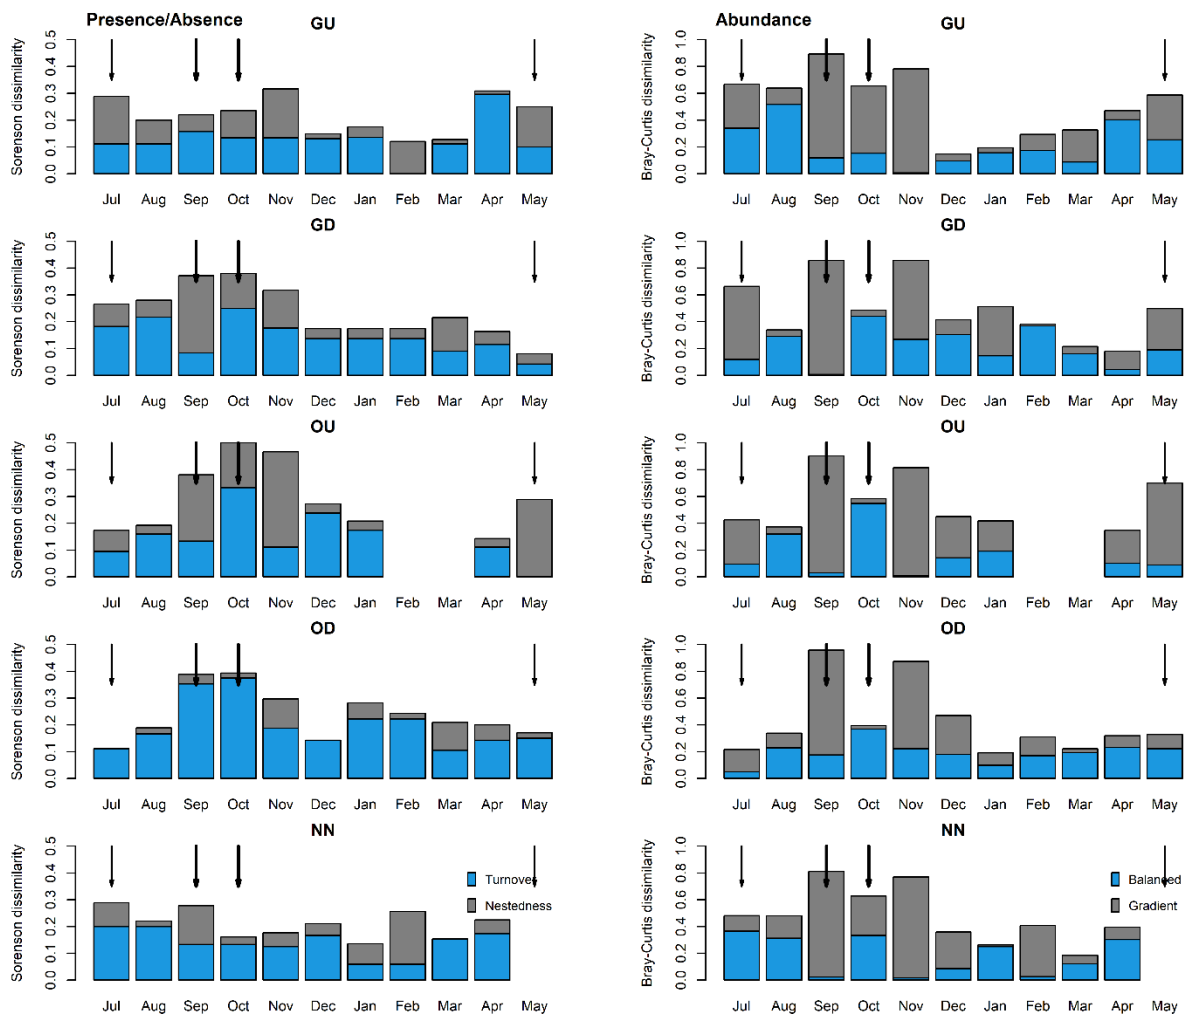 Presence/Absence
GU
Sorenson dissimilarity
0.0 0.1 0.2 0.3 0.4 0.5
Jul Aug Sep Oct Nov Dec Jan Feb Mar Apr May
GD
Sorenson dissimilarity
0.0 0.1 0.2 0.3 0.4 0.5
Jul Aug Sep Oct Nov Dec Jan Feb Mar Apr May
OU
Sorenson dissimilarity
0.0 0.1 0.2 0.3 0.4 0.5
Jul Aug Sep Oct Nov Dec Jan Feb Mar Apr May
OD
Sorenson dissimilarity
0.0 0.1 0.2 0.3 0.4 0.5
Jul Aug Sep Oct Nov Dec Jan Feb Mar Apr May
NN
Sorenson dissimilarity
0.0 0.1 0.2 0.3 0.4 0.5
Turnover
Nestedness
Jul Aug Sep Oct Nov Dec Jan Feb Mar Apr May
Abundance
GU
Bray-Curtis dissimilarity
0.0 0.2 0.4 0.6 0.8 1.0
Jul Aug Sep Oct Nov Dec Jan Feb Mar Apr May
GD
Bray-Curtis dissimilarity
0.0 0.2 0.4 0.6 0.8 1.0
Jul Aug Sep Oct Nov Dec Jan Feb Mar Apr May
OU
Bray-Curtis dissimilarity
0.0 0.2 0.4 0.6 0.8 1.0
Jul Aug Sep Oct Nov Dec Jan Feb Mar Apr May
OD
Bray-Curtis dissimilarity
0.0 0.2 0.4 0.6 0.8 1.0
Jul Aug Sep Oct Nov Dec Jan Feb Mar Apr May
NN
Bray-Curtis dissimilarity
0.0 0.2 0.4 0.6 0.8 1.0
Balanced
Gradient
Jul Aug Sep Oct Nov Dec Jan Feb Mar Apr May